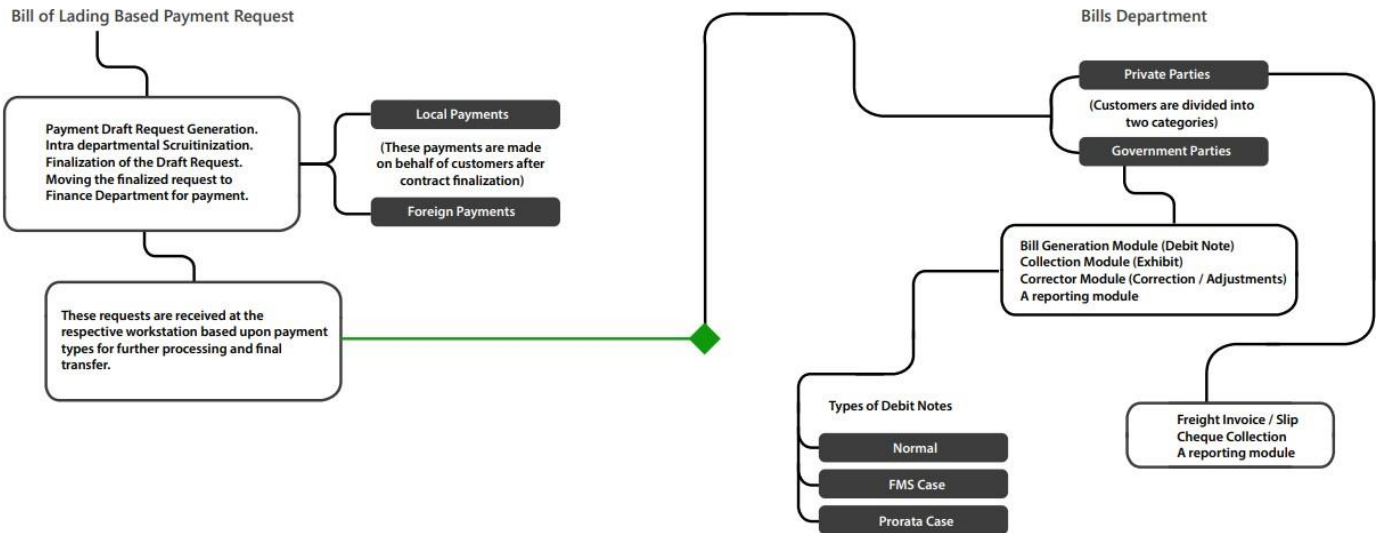 Bill of Lading Based Payment Request
Payment Draft Request Generation.
Intra departmental Scruitinization.
Finalization of the Draft Request.
Moving the finalized request to
Finance Department for payment.
Local Payments
(These payments are made
on behalf of customers after
contract finalization)
Foreign Payments
These requests are received at the
respective workstation based upon payment
types for further processing and final
transfer.
Bills Department
Private Parties
(Customers are divided into
two categories)
Government Parties
Bill Generation Module (Debit Note)
Collection Module (Exhibit)
Corrector Module (Correction / Adjustments)
A reporting module
Types of Debit Notes
Normal
FMS Case
Prorata Case
Freight Invoice / Slip
Cheque Collection
A reporting module